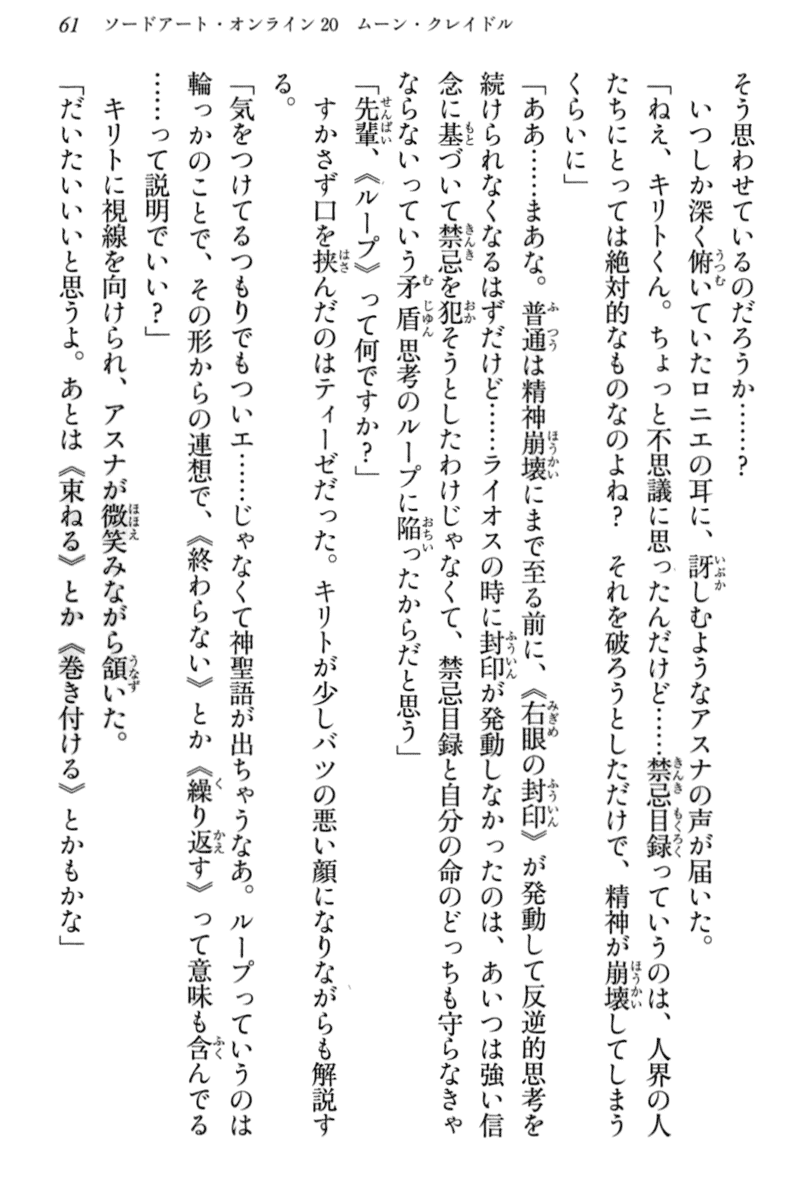 61　ソードアート・オンライン20　ムーン・クレイドル
そう思わせているのだろうか……？
　いつしか深く俯いていたロニエの耳に、訝しむようなアスナの声が届いた。
「ねえ、キリトくん。ちょっと不思議に思ったんだけど……禁忌目録っていうのは、人界の人
たちにとっては絶対的なものなのよね？　それを破ろうとしただけで、精神が崩壊してしまう
くらいに」
「ああ……まあな。普通は精神崩壊にまで至る前に、《右眼の封印》が発動して反逆的思考を
続けられなくなるはずだけど……ライオスの時に封印が発動しなかったのは、あいつは強い信
念に基づいて禁忌を犯そうとしたわけじゃなくて、禁忌目録と自分の命のどっちも守らなきゃ
ならないっていう矛盾思考のループに陥ったからだと思う」
「先輩、《ループ》って何ですか？」
　すかさず口を挟んだのはティーゼだった。キリトが少しバツの悪い顔になりながらも解説す
る。
「気をつけてるつもりでもついエ……じゃなくて神聖語が出ちゃうなあ。ループっていうのは
輪っかのことで、その形からの連想で、《終わらない》とか《繰り返す》って意味も含んでる
……って説明でいい？」
　キリトに視線を向けられ、アスナが微笑みながら頷いた。
「だいたいいいと思うよ。あとは《束ねる》とか《巻き付ける》とかもかな」